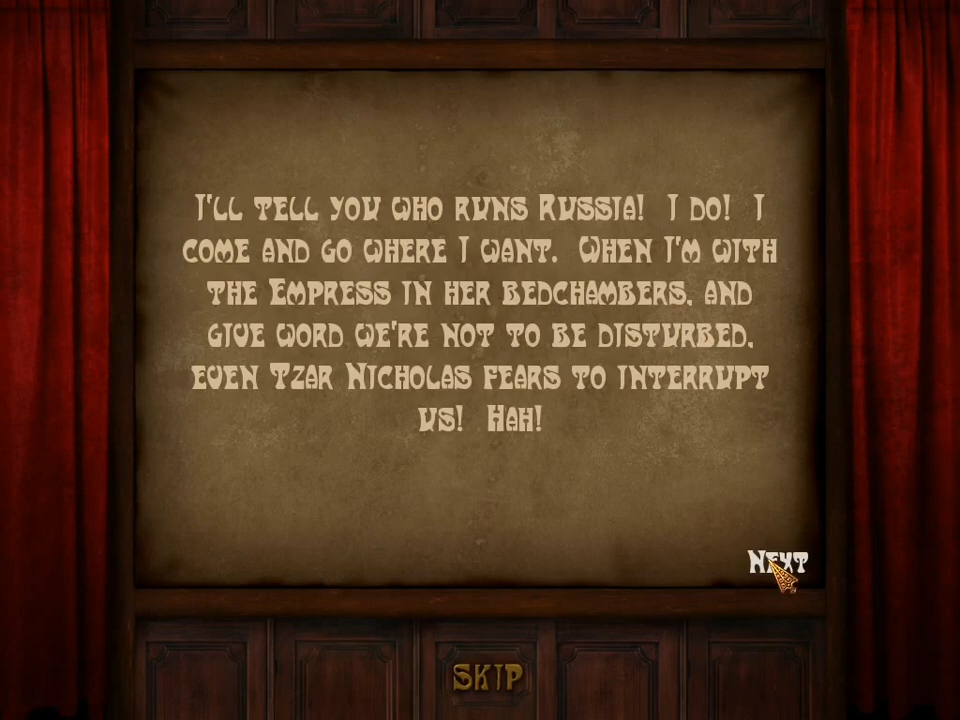 I'll tell you who runs Russia!  I do!  I
come and go where I want.  When I'm with
the Empress in her bedchambers, and
give word we're not to be disturbed,
even Tzar Nicholas fears to interrupt
us!  Hah!
Next
Skip